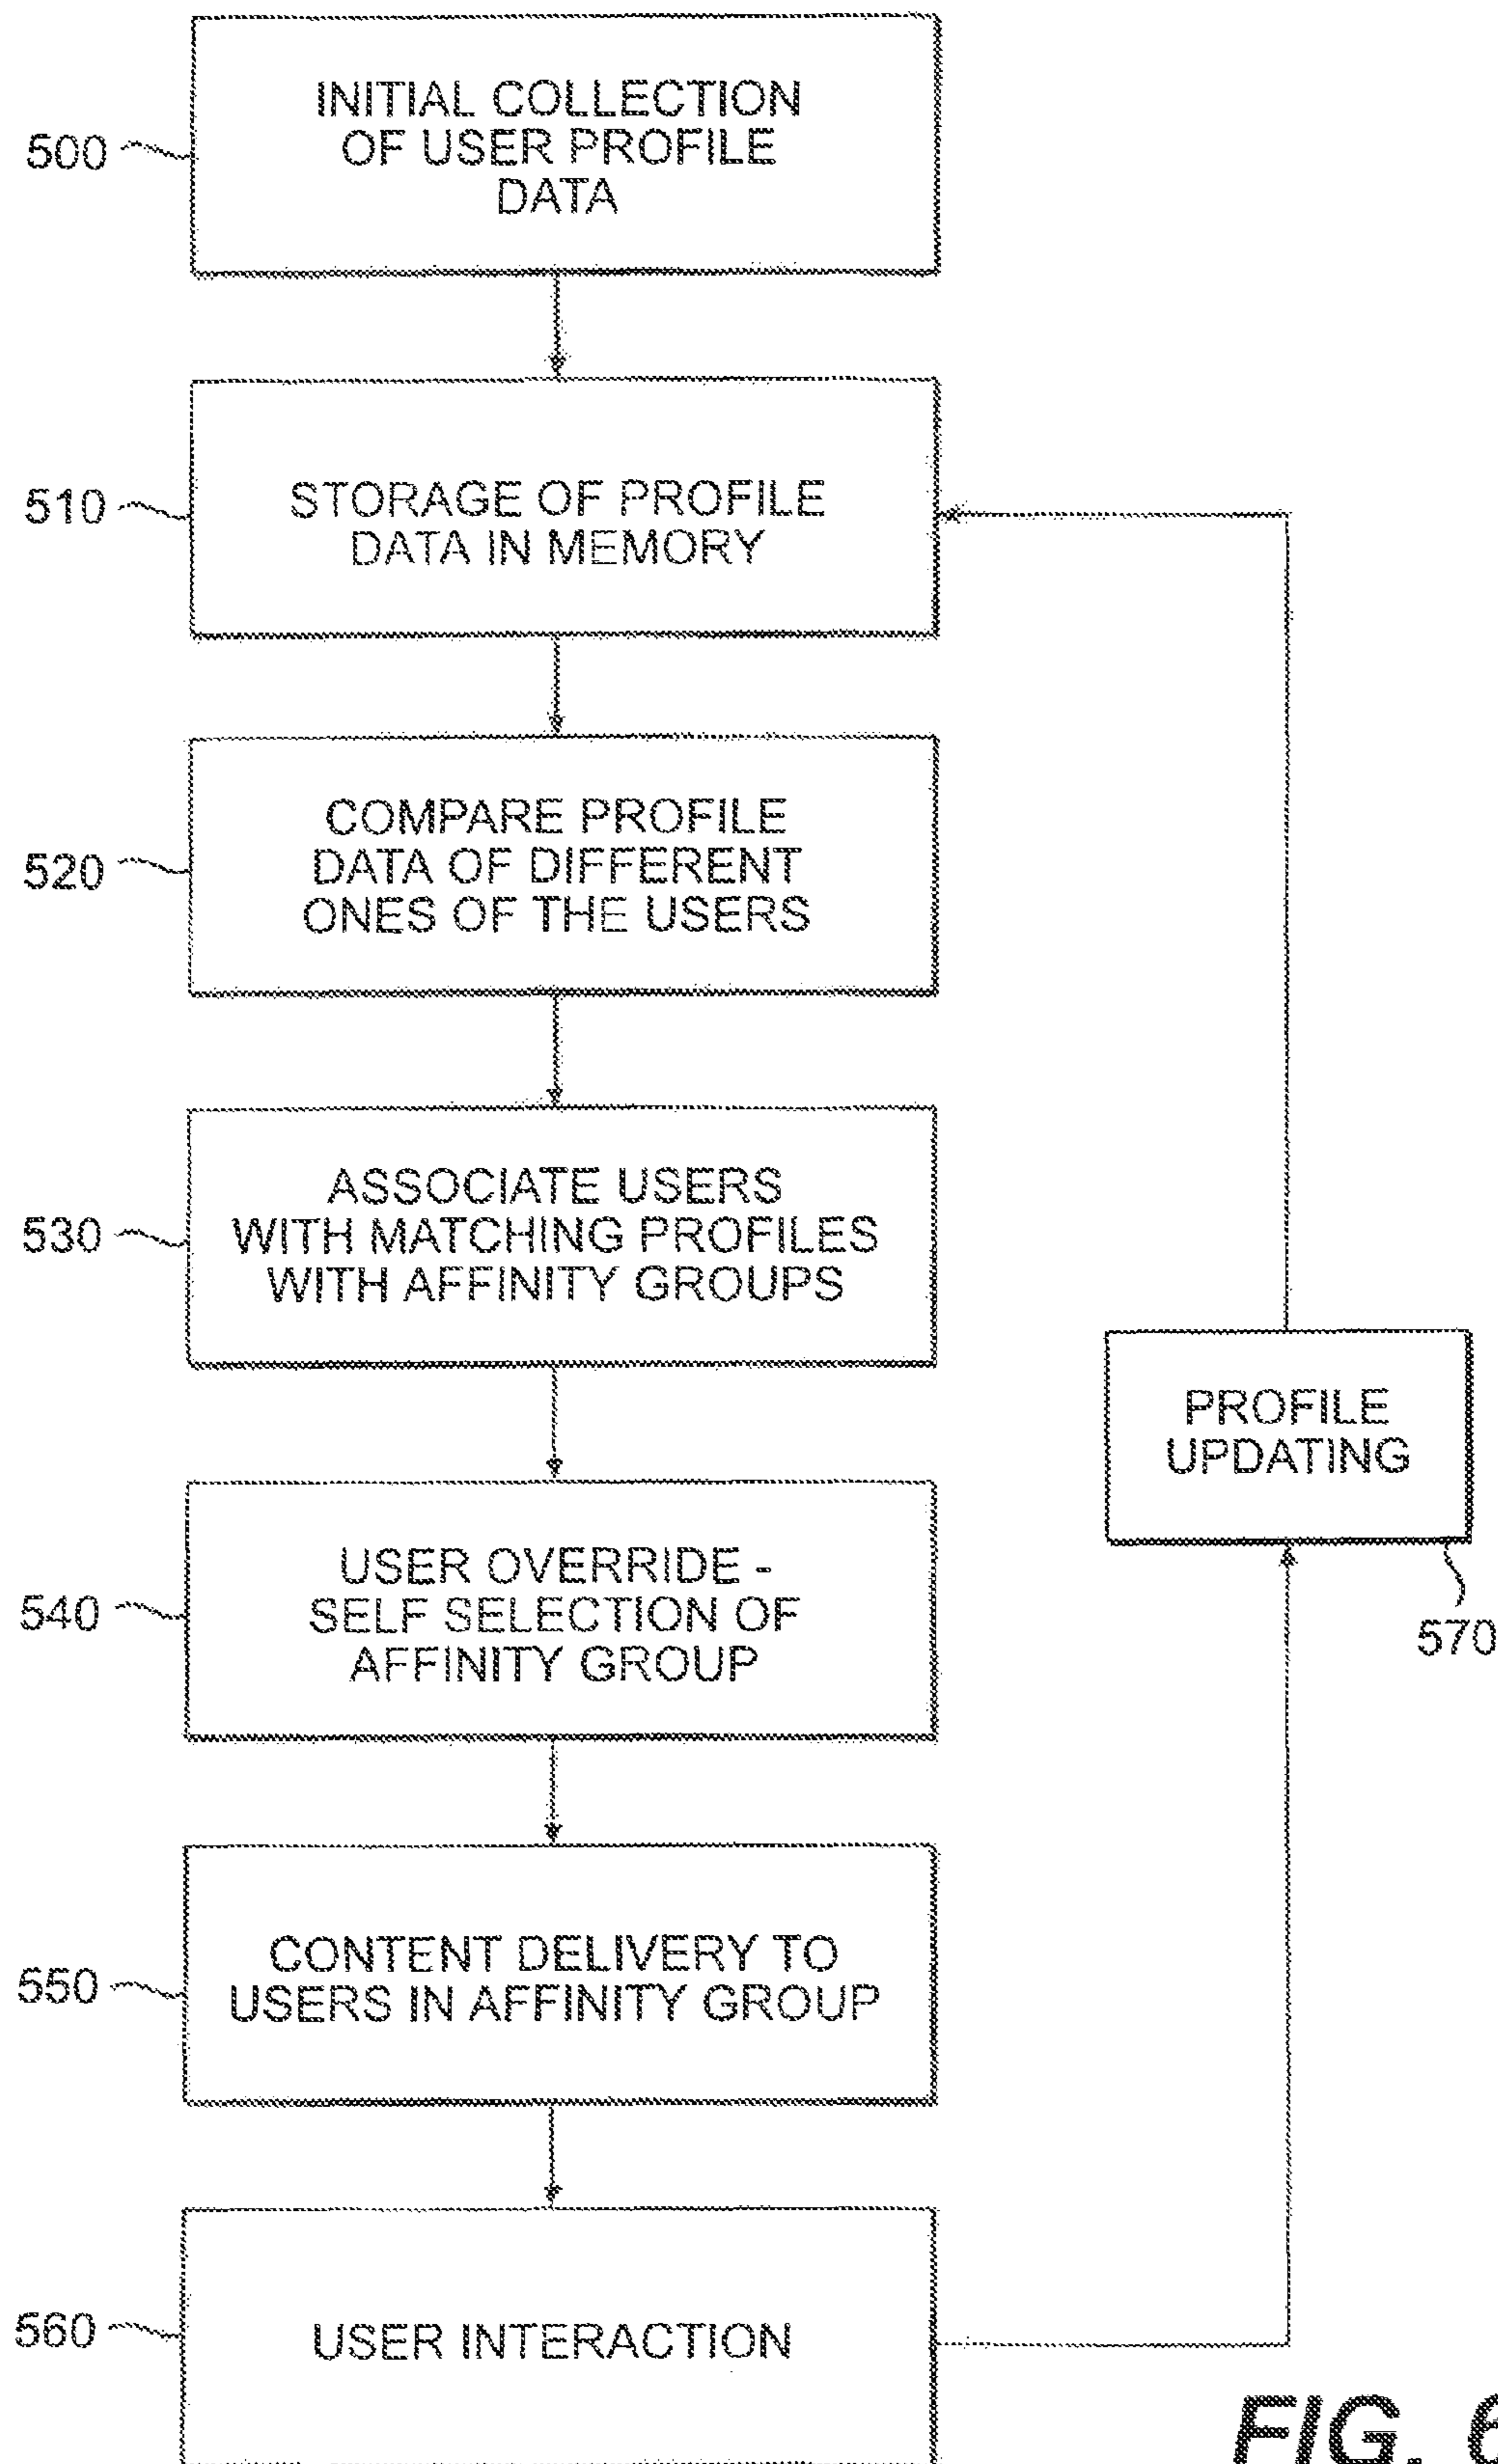 500
INITIAL COLLECTION
OF USER PROFILE
DATA
510
STORAGE OF PROFILE
DATA IN MEMORY
520
COMPARE PROFILE
DATA OF DIFFERENT
ONES OF THE USERS
530
ASSOCIATE USERS
WITH MATCHING PROFILES
WITH AFFINITY GROUPS
PROFILE
UPDATING
570
540
USER OVERRIDE -
SELF SELECTION OF
AFFINITY GROUP
550
CONTENT DELIVERY TO
USERS IN AFFINITY GROUP
560
USER INTERACTION
FIG. 6